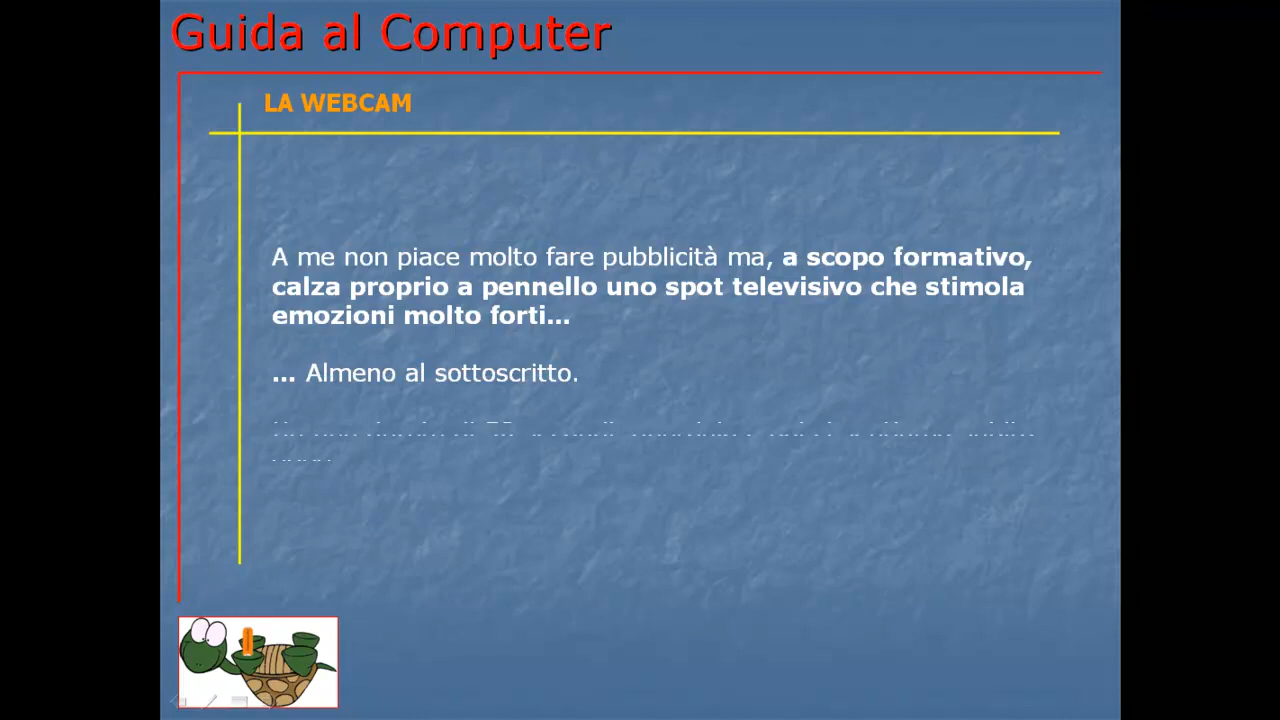 Guida al Computer
LA WEBCAM
A me non piace molto fare pubblicità ma, a scopo formativo,
calza proprio a pennello uno spot televisivo che stimola
emozioni molto forti…
… Almeno al sottoscritto.